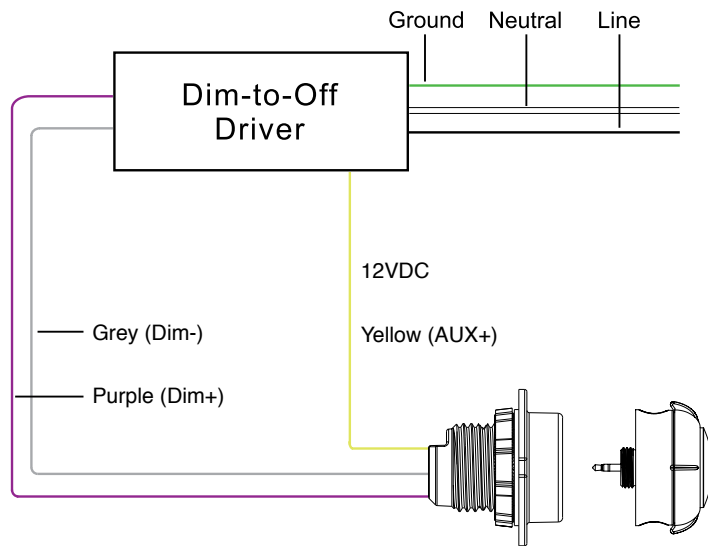 Ground Neutral Line
Dim-to-Off
Driver
12VDC
Grey (Dim-)
Yellow (AUX+)
Purple (Dim+)